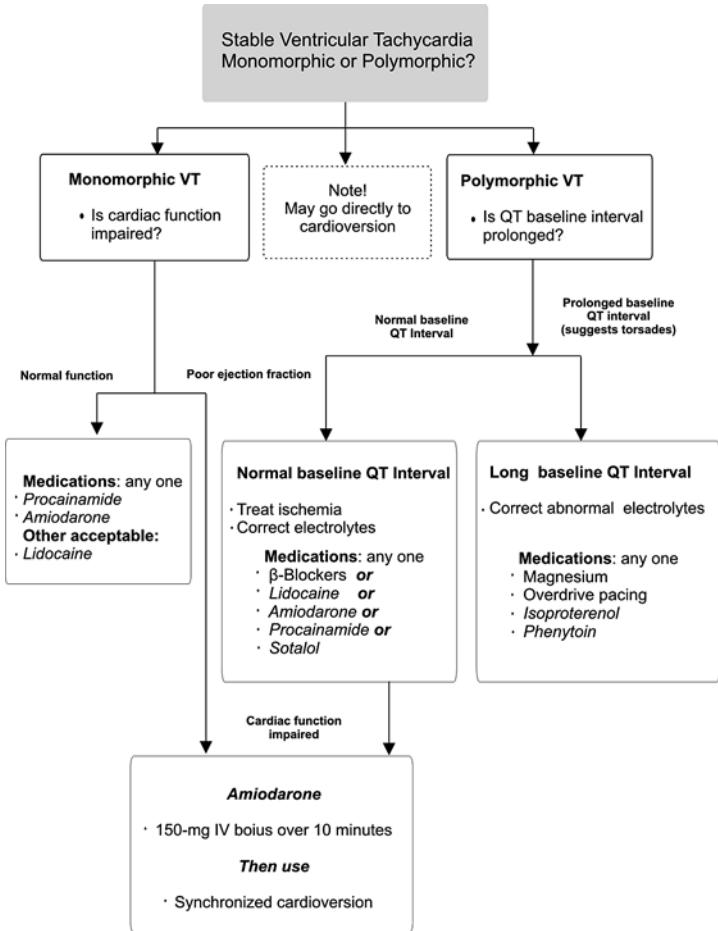 Stable Ventricular Tachycardia
Monomorphic or Polymorphic?
Monomorphic VT
• Is cardiac function
impaired?
Note!
May go directly to
cardioversion
Polymorphic VT
• Is QT baseline interval
prolonged?
Normal baseline
QT Interval
Prolonged baseline
QT interval
(suggests torsades)
Normal function
Poor ejection fraction
Medications: any one
· Procainamide
· Amiodarone
Other acceptable:
· Lidocaine
Normal baseline QT Interval
· Treat ischemia
· Correct electrolytes
Medications: any one
· β-Blockers or
· Lidocaine or
· Amiodarone or
· Procainamide or
· Sotalol
Long baseline QT Interval
· Correct abnormal electrolytes
Medications: any one
· Magnesium
· Overdrive pacing
· Isoproterenol
· Phenytoin
Cardiac function
impaired
Amiodarone
· 150-mg IV boius over 10 minutes
Then use
· Synchronized cardioversion